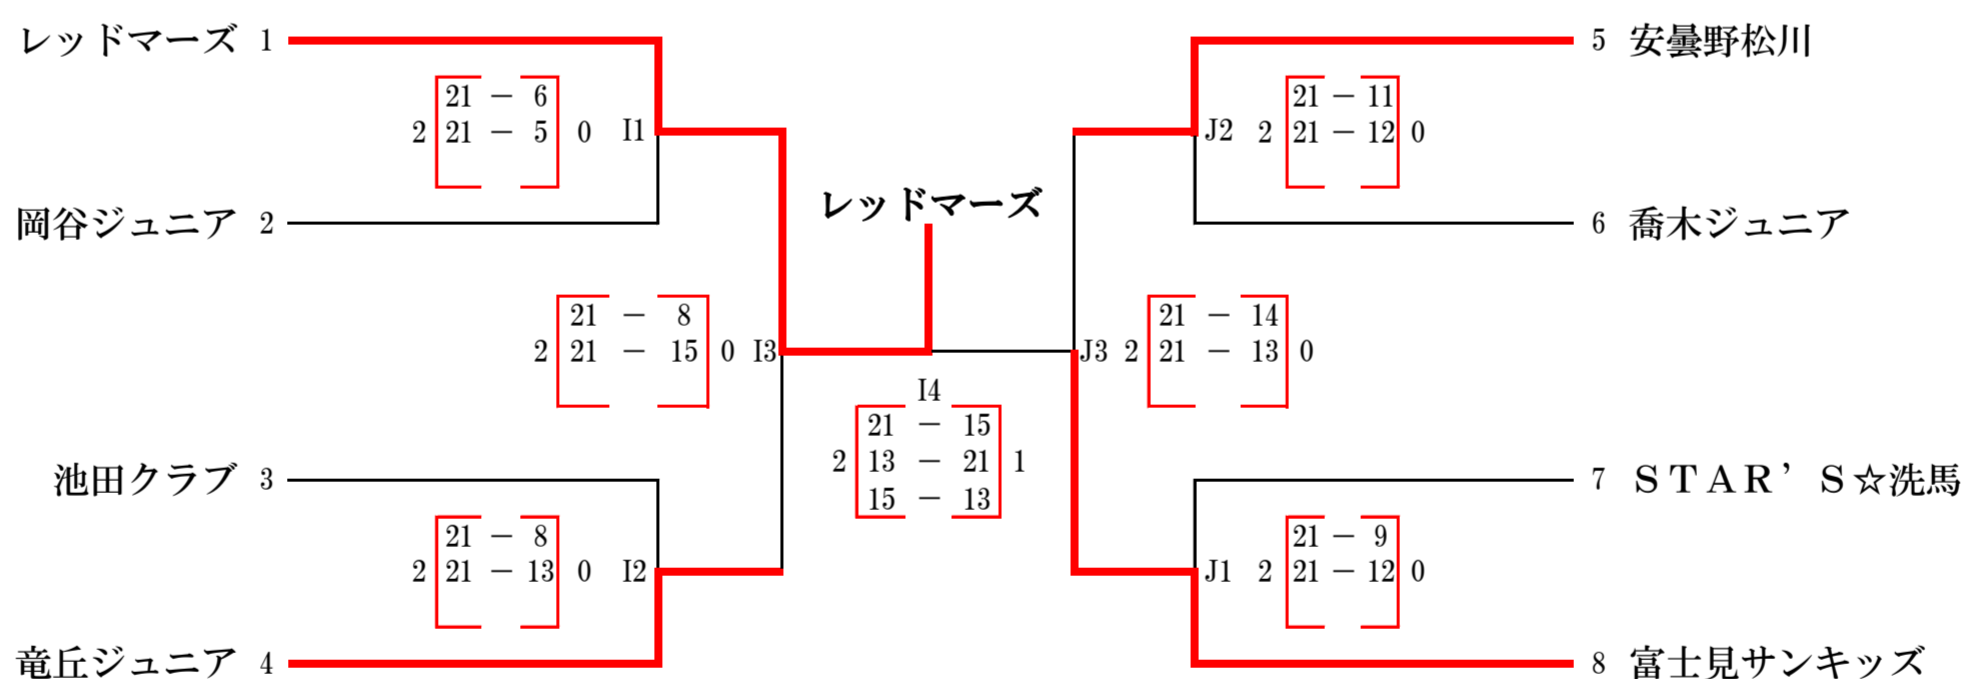 レッドマーズ 1
5 安曇野松川
21 － 6
2 21 － 5 0 I1
21 － 11
J2 2 21 － 12 0
レッドマーズ
岡谷ジュニア 2
6 喬木ジュニア
21 － 8
2 21 － 15 0 I3
21 － 14
J3 2 21 － 13 0
I4
21 － 15
2 13 － 21 1
15 － 13
池田クラブ 3
7 ＳＴＡＲ’Ｓ☆洗馬
21 － 8
2 21 － 13 0 I2
21 － 9
J1 2 21 － 12 0
竜丘ジュニア 4
8 富士見サンキッズ